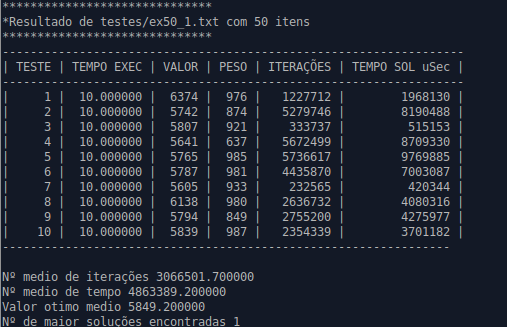 ******************************
*Resultado de testes/ex50_1.txt com 50 itens
******************************
------------------------------------------------------------------
| TESTE | TEMPO EXEC | VALOR | PESO | ITERAÇÕES | TEMPO SOL uSec |
------------------------------------------------------------------
| 1 | 10.000000 | 6374 | 976 | 1227712 | 1968130 |
| 2 | 10.000000 | 5742 | 874 | 5279746 | 8190488 |
| 3 | 10.000000 | 5807 | 921 | 333737 | 515153 |
| 4 | 10.000000 | 5641 | 637 | 5672499 | 8709330 |
| 5 | 10.000000 | 5765 | 985 | 5736617 | 9769885 |
| 6 | 10.000000 | 5787 | 981 | 4435870 | 7003087 |
| 7 | 10.000000 | 5605 | 933 | 232565 | 420344 |
| 8 | 10.000000 | 6138 | 980 | 2636732 | 4080316 |
| 9 | 10.000000 | 5794 | 849 | 2755200 | 4275977 |
| 10 | 10.000000 | 5839 | 987 | 2354339 | 3701182 |
----------------------------------------------------------------
Nº medio de iterações 3066501.700000
Nº medio de tempo 4863389.200000
Valor otimo medio 5849.200000
Nº de maior soluções encontradas 1